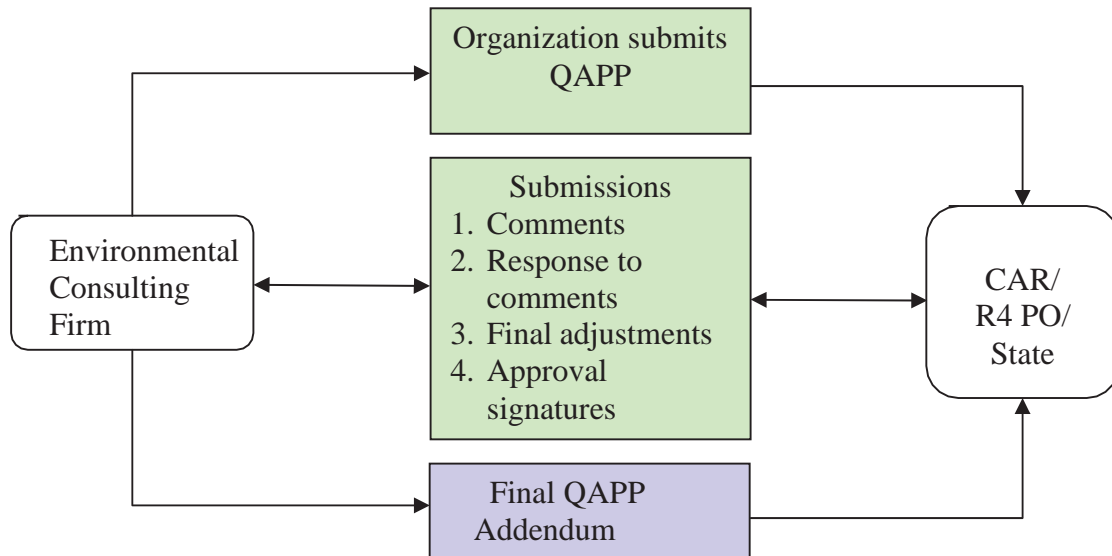 Organization submits
QAPP
Submissions
1. Comments
2. Response to
comments
3. Final adjustments
4. Approval
signatures
Environmental
Consulting
Firm
CAR/
R4 PO/
State
Final QAPP
Addendum